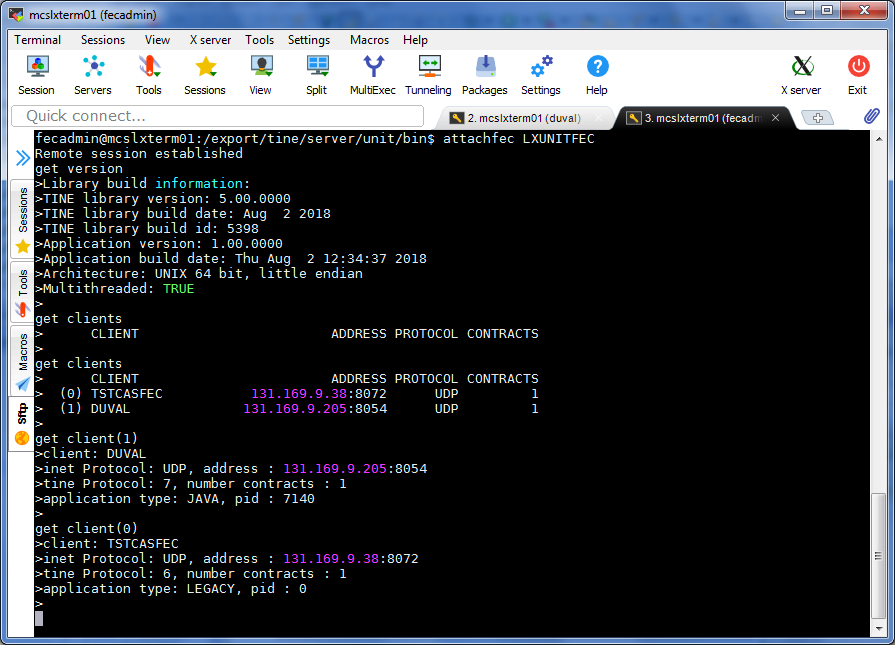 mcslxterm01 (fecadmin)
Terminal Sessions View X server Tools Settings Macros Help
Session Servers Tools Sessions View Split MultiExec Tunneling Packages Settings Help X server Exit
Quick connect...
2. mcslxterm01 (duval)
3. mcslxterm01 (fecadm
Sessions
Tools
Macros
Sftp
fecadmin@mcslxterm01:/export/tine/server/unit/bin$ attachfec LXUNITFEC
Remote session established
get version
>Library build information:
>TINE library version: 5.00.0000
>TINE library build date: Aug  2 2018
>TINE library build id: 5398
>Application version: 1.00.0000
>Application build date: Thu Aug  2 12:34:37 2018
>Architecture: UNIX 64 bit, little endian
>Multithreaded: TRUE
>
get clients
>      CLIENT                        ADDRESS PROTOCOL CONTRACTS
>
get clients
>      CLIENT                        ADDRESS PROTOCOL CONTRACTS
>  (0) TSTCASFEC           131.169.9.38:8072      UDP         1
>  (1) DUVAL              131.169.9.205:8054      UDP         1
>
get client(1)
>client: DUVAL
>inet Protocol: UDP, address : 131.169.9.205:8054
>tine Protocol: 7, number contracts : 1
>application type: JAVA, pid : 7140
>
get client(0)
>client: TSTCASFEC
>inet Protocol: UDP, address : 131.169.9.38:8072
>tine Protocol: 6, number contracts : 1
>application type: LEGACY, pid : 0
>